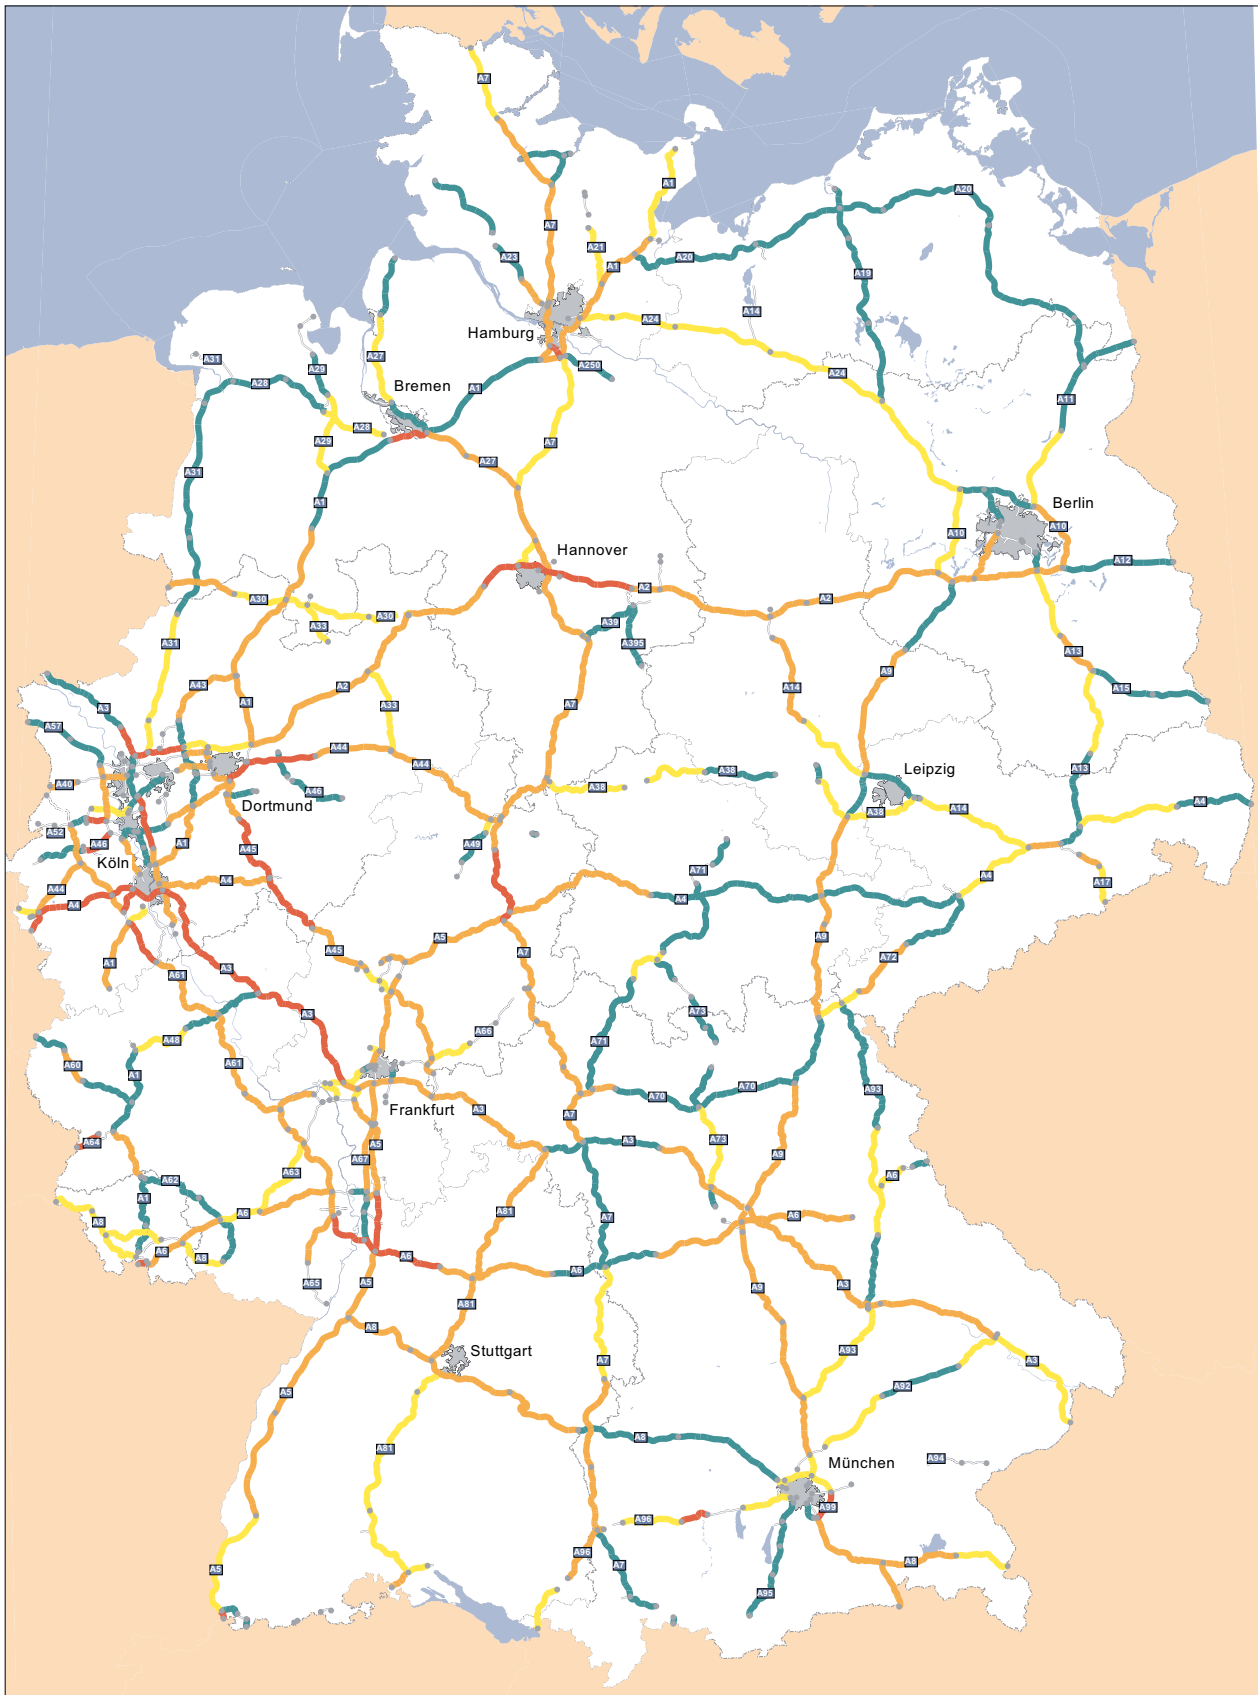 A7
A1
A20
A7
A21
A23
A1
A20
A19
A14
A24
Hamburg
A27
A31
A29
A28
A250
A24
Bremen
A1
A11
A28
A29
A7
A27
A31
A1
Berlin
A10
A10
Hannover
A12
A2
A2
A30
A30
A33
A39
A31
A395
A13
A9
A43
A2
A14
A15
A3
A1
A33
A7
A57
A44
A44
Leipzig
A13
A38
A40
A46
A38
Dortmund
A4
A14
A38
A52
A46
A1
A49
A45
Köln
A71
A4
A4
A17
A44
A4
A4
A5
A9
A45
A7
A72
A1
A3
A61
A73
A3
A66
A48
A71
A61
A60
A1
A70
A70
A93
Frankfurt
A3
A7
A64
A5
A3
A73
A67
A9
A63
A6
A62
A1
A81
A6
A8
A7
A6
A6
A8
A6
A6
A65
A5
A9
A3
A81
A8
Stuttgart
A93
A7
A3
A5
A92
A8
A81
München
A94
A99
A96
A96
A8
A7
A5
A95